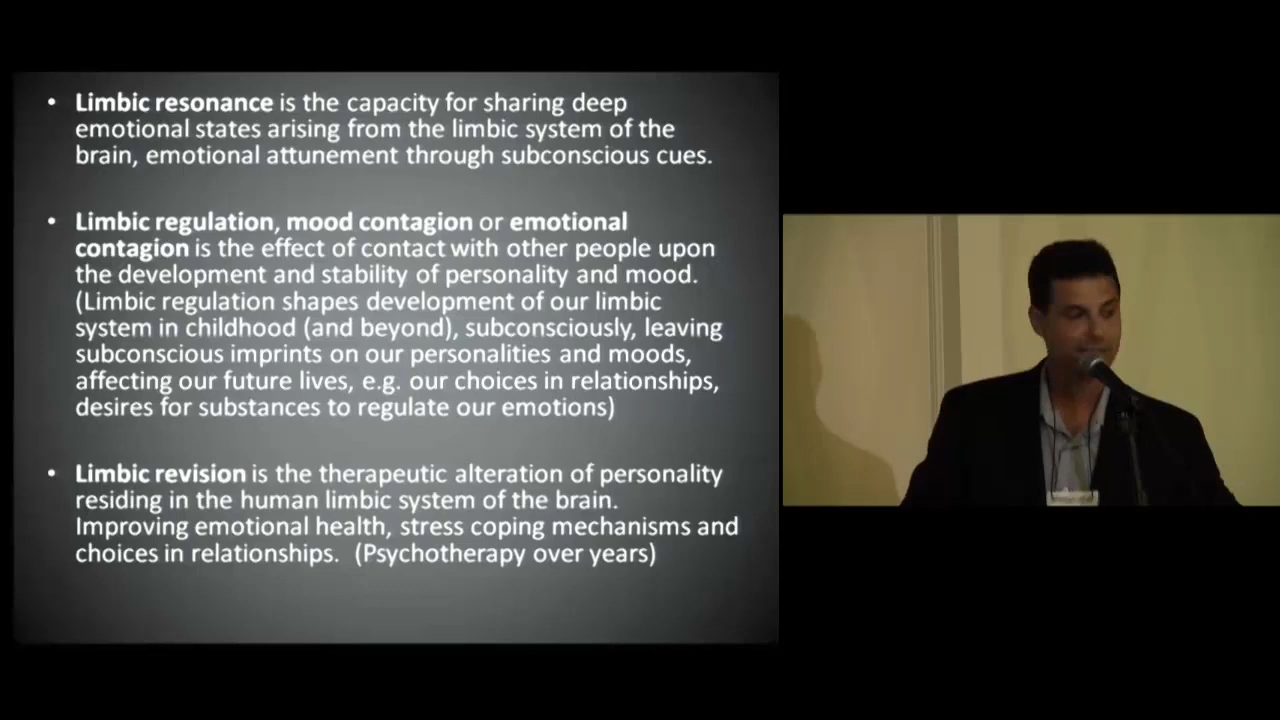 • Limbic resonance is the capacity for sharing deep
emotional states arising from the limbic system of the
brain, emotional attunement through subconscious cues.
• Limbic regulation, mood contagion or emotional
contagion is the effect of contact with other people upon
the development and stability of personality and mood.
(Limbic regulation shapes development of our limbic
system in childhood (and beyond), subconsciously, leaving
subconscious imprints on our personalities and moods,
affecting our future lives, e.g. our choices in relationships,
desires for substances to regulate our emotions)
• Limbic revision is the therapeutic alteration of personality
residing in the human limbic system of the brain.
Improving emotional health, stress coping mechanisms and
choices in relationships. (Psychotherapy over years)